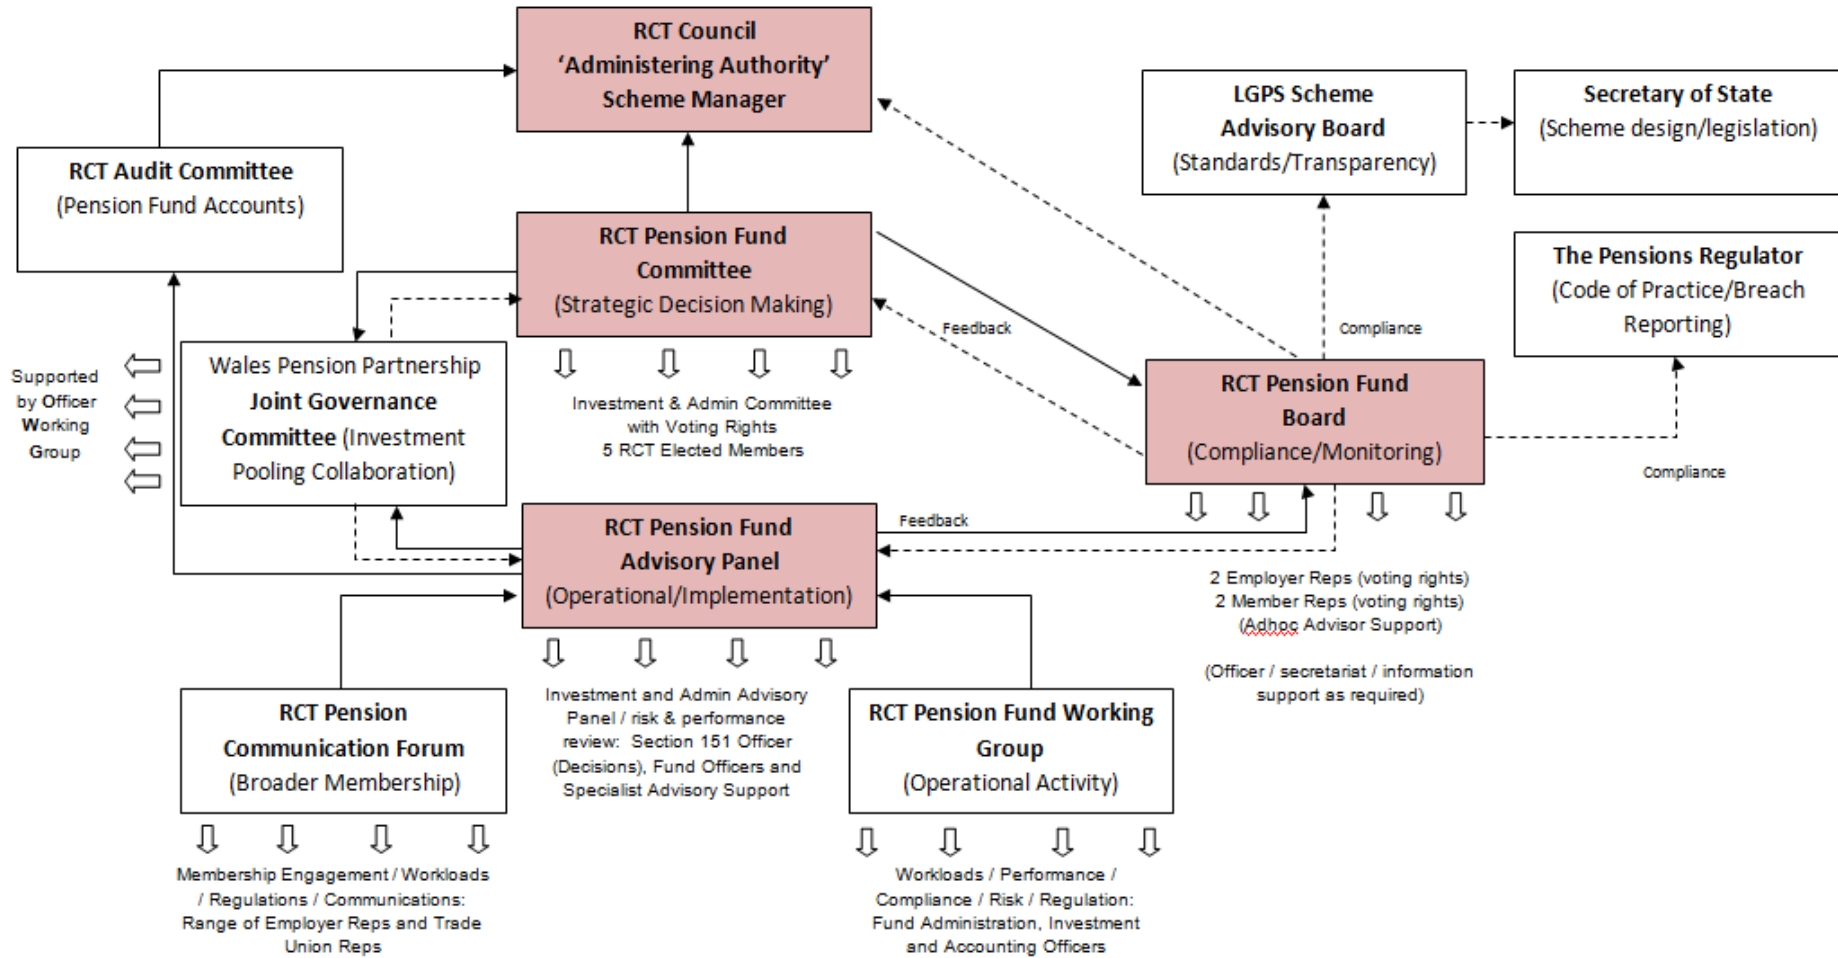 RCT Council
‘Administering Authority’
Scheme Manager
LGPS Scheme
Advisory Board
(Standards/Transparency)
Secretary of State
(Scheme design/legislation)
RCT Audit Committee
(Pension Fund Accounts)
RCT Pension Fund
Committee
(Strategic Decision Making)
The Pensions Regulator
(Code of Practice/Breach
Reporting)
Feedback
Compliance
Supported
by Officer
Working
Group
Wales Pension Partnership
Joint Governance
Committee (Investment
Pooling Collaboration)
Investment & Admin Committee
with Voting Rights
5 RCT Elected Members
RCT Pension Fund
Board
(Compliance/Monitoring)
Compliance
RCT Pension Fund
Advisory Panel
(Operational/Implementation)
Feedback
2 Employer Reps (voting rights)
2 Member Reps (voting rights)
(Adhoc Advisor Support)
(Officer / secretariat / information
support as required)
RCT Pension
Communication Forum
(Broader Membership)
Investment and Admin Advisory
Panel / risk & performance
review: Section 151 Officer
(Decisions), Fund Officers and
Specialist Advisory Support
RCT Pension Fund Working
Group
(Operational Activity)
Membership Engagement / Workloads
/ Regulations / Communications:
Range of Employer Reps and Trade
Union Reps
Workloads / Performance /
Compliance / Risk / Regulation:
Fund Administration, Investment
and Accounting Officers